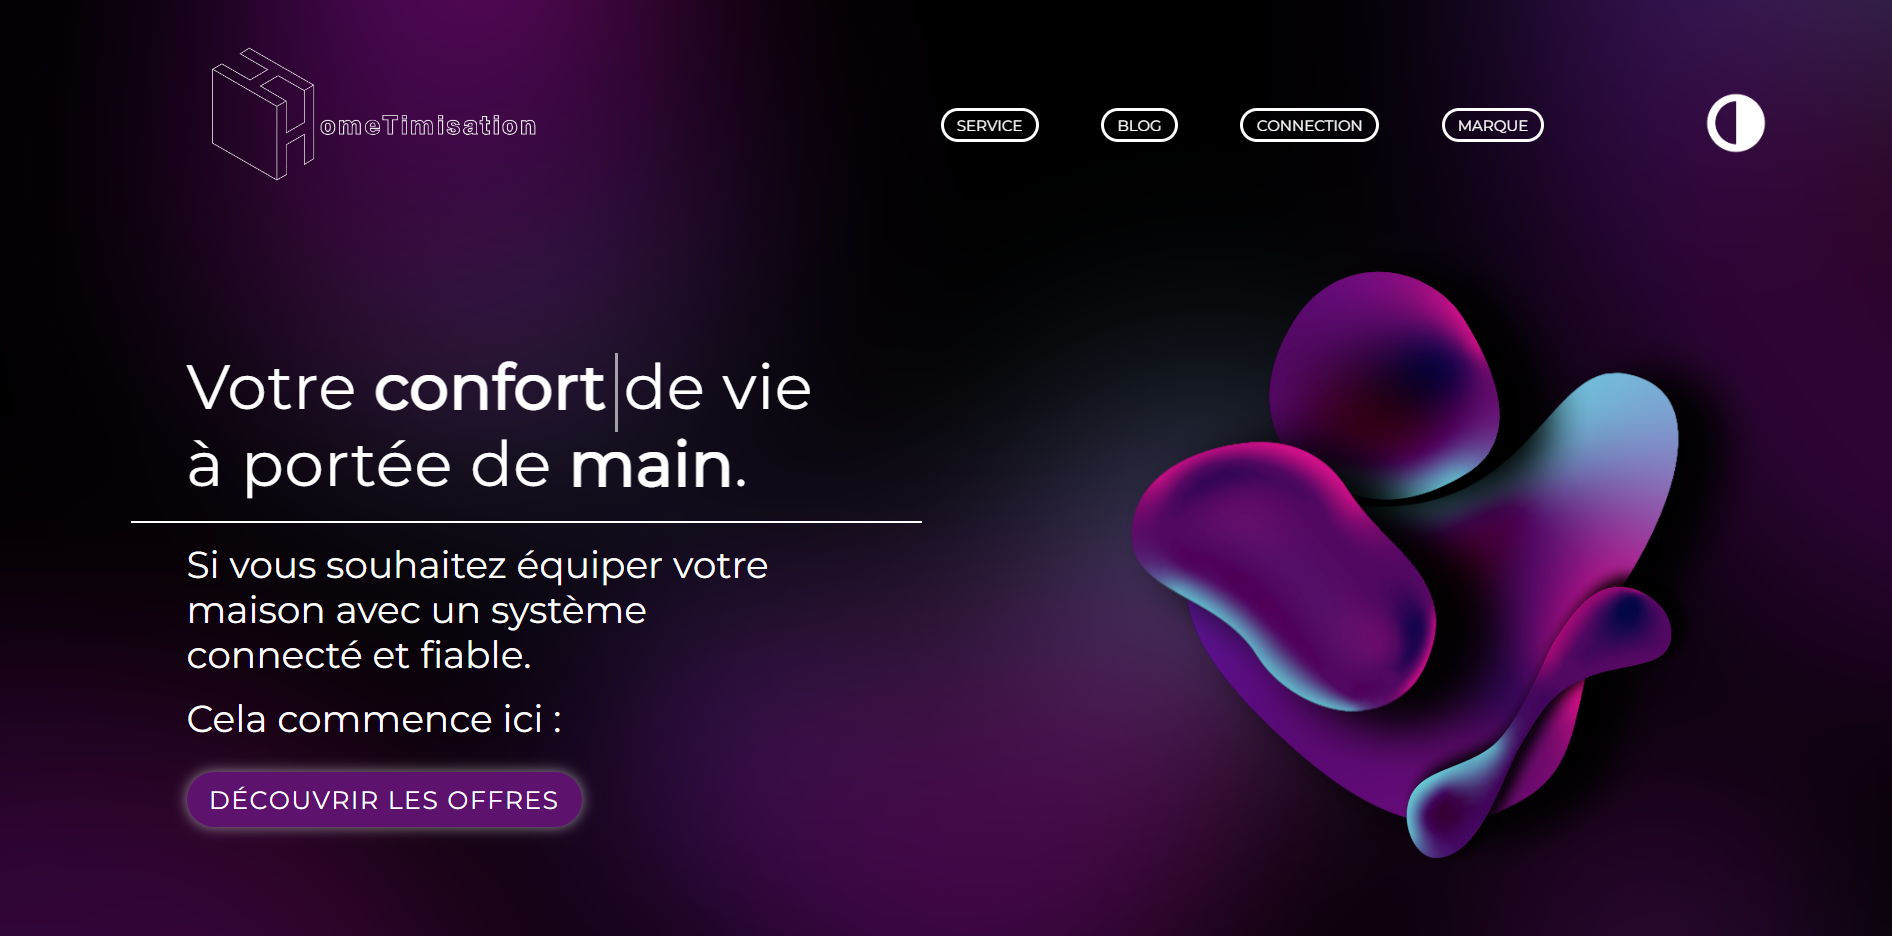 HomeTimisation
SERVICE
BLOG
CONNECTION
MARQUE
Votre confort de vie
à portée de main.
Si vous souhaitez équiper votre
maison avec un système
connecté et fiable.
Cela commence ici :
DÉCOUVRIR LES OFFRES